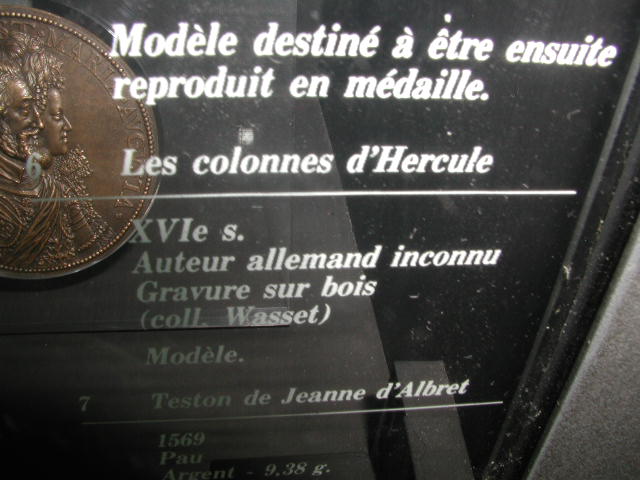 Modèle destiné à être ensuite
reproduit en médaille.
6 Les colonnes d'Hercule
XVIe s.
Auteur allemand inconnu
Gravure sur bois
(coll. Wasset)
Modèle.
7 Teston de Jeanne d'Albret
1569
Pau
Argent - 9,38 g.